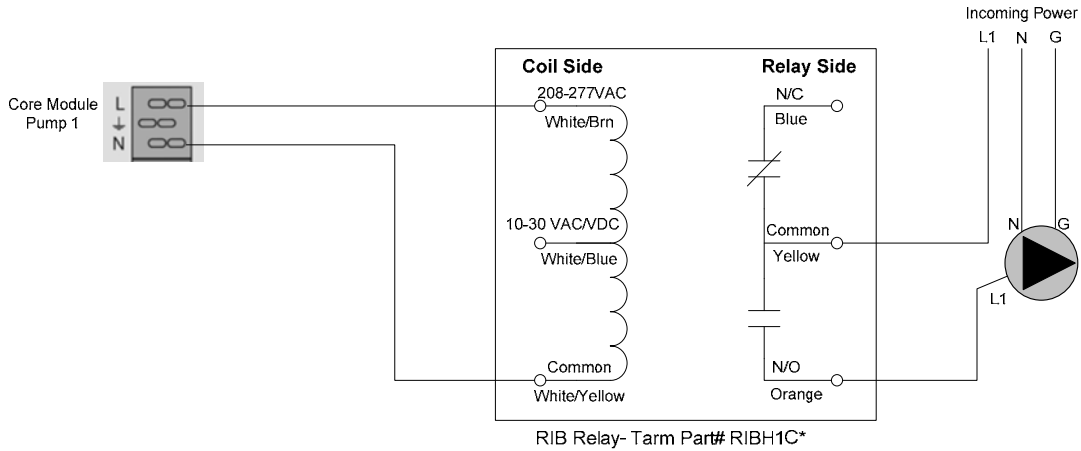 Incoming Power
L1 N G
Coil Side
Relay Side
Core Module
Pump 1
L
N
208-277VAC
White/Brn
N/C
Blue
10-30 VAC/VDC
White/Blue
Common
Yellow
N G
L1
Common
White/Yellow
N/O
Orange
RIB Relay- Tarm Part# RIBH1C*